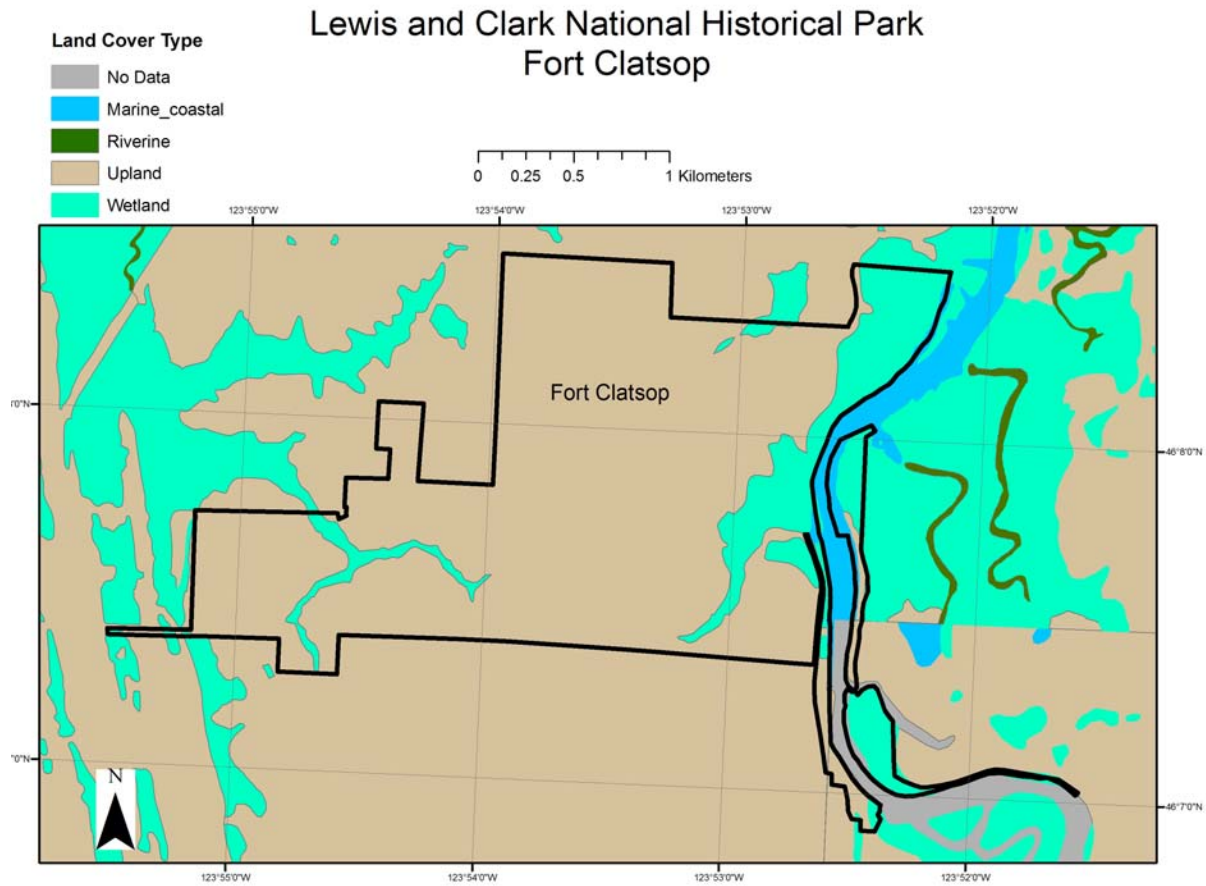 Lewis and Clark National Historical Park
Fort Clatsop
Land Cover Type
No Data
Marine_coastal
Riverine
Upland
Wetland
0 0.25 0.5 1 Kilometers
123°55'0"W 123°54'0"W 123°53'0"W 123°52'0"W
Fort Clatsop
'0"N
46°8'0"N
'0"N
46°7'0"N
N
123°55'0"W 123°54'0"W 123°53'0"W 123°52'0"W